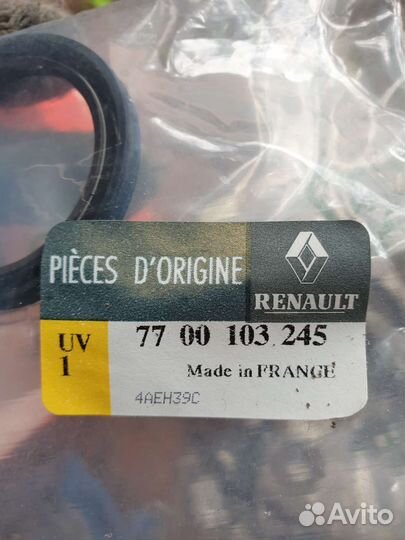 PIÈCES D'ORIGINE
RENAULT
UV 77 00 103 245
1 Made in FRANCE
4AEH39C
Avito